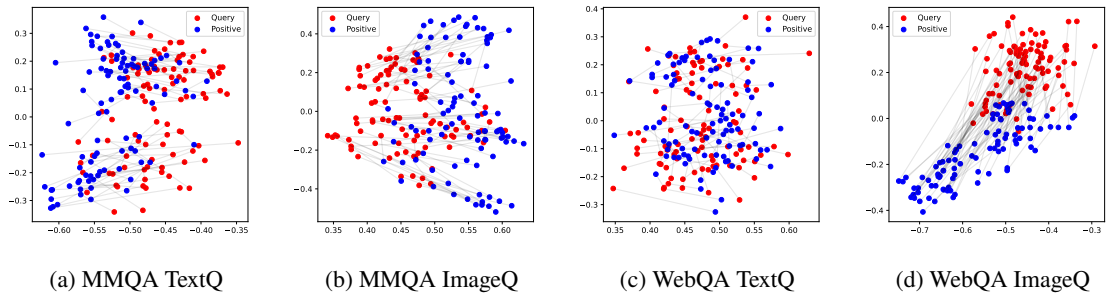 Query
Positive
0.3
0.2
0.1
0.0
−0.1
−0.2
−0.3
−0.60 −0.55 −0.50 −0.45 −0.40 −0.35
(a) MMQA TextQ
Query
Positive
0.4
0.2
0.0
−0.2
−0.4
0.35 0.40 0.45 0.50 0.55 0.60
(b) MMQA ImageQ
Query
Positive
0.4
0.3
0.2
0.1
0.0
−0.1
−0.2
−0.3
0.35 0.40 0.45 0.50 0.55 0.60
(c) WebQA TextQ
Query
Positive
0.4
0.2
0.0
−0.2
−0.4
−0.7 −0.6 −0.5 −0.4 −0.3
(d) WebQA ImageQ